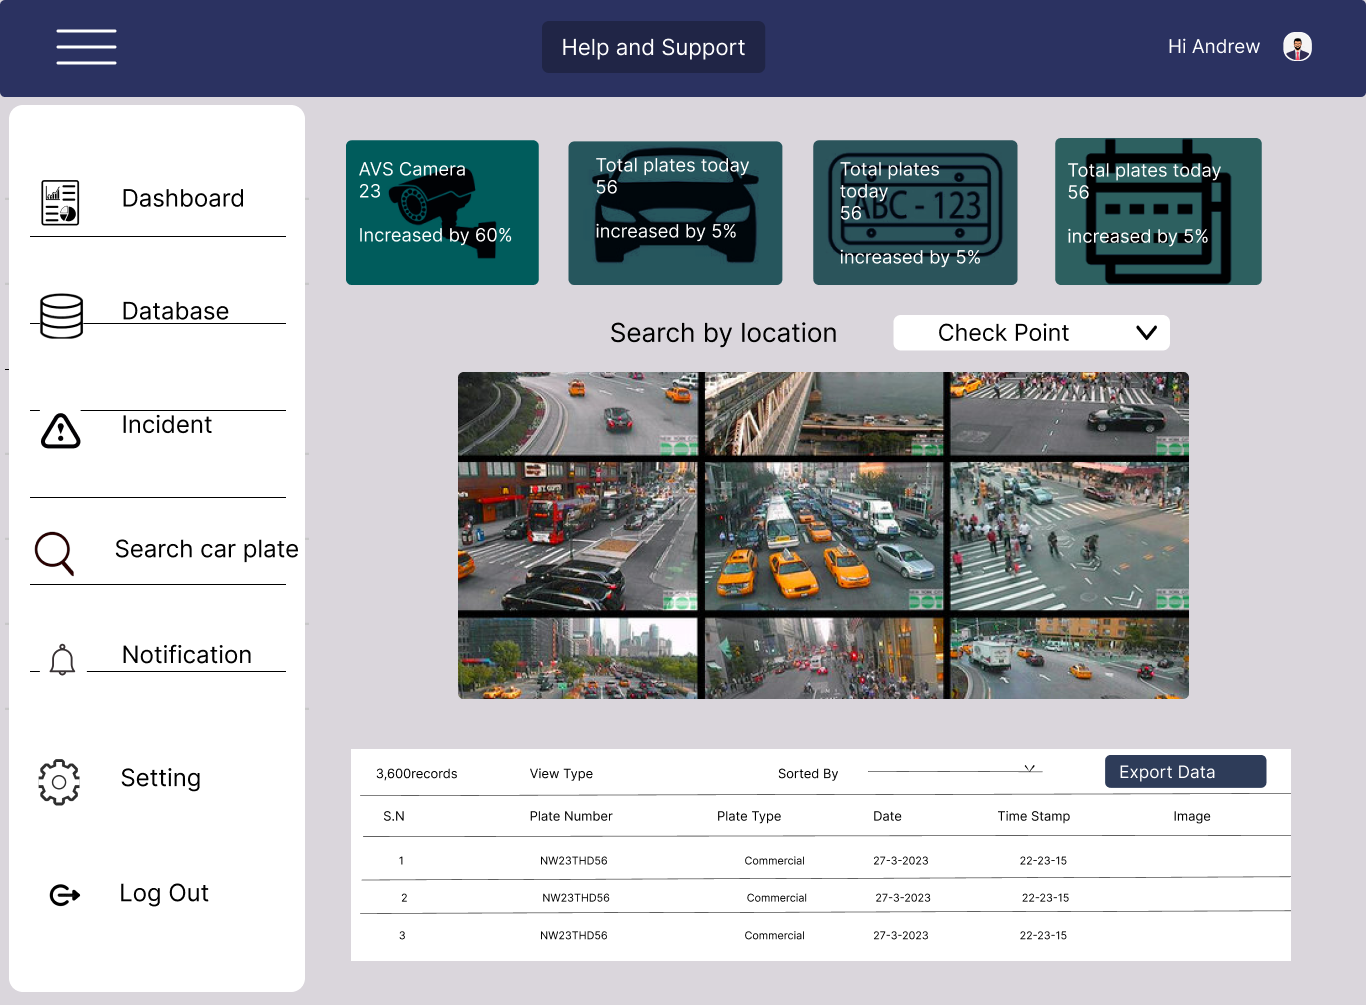 Help and Support
Hi Andrew
Dashboard
Database
Incident
Search car plate
Notification
Setting
Log Out
AVS Camera
23
Increased by 60%
Total plates today
56
increased by 5%
Total plates
today
56
increased by 5%
ABC - 123
Total plates today
56
increased by 5%
Search by location
Check Point
3,600records
View Type
Sorted By
Export Data
S.N
Plate Number
Plate Type
Date
Time Stamp
Image
1
NW23THD56
Commercial
27-3-2023
22-23-15
2
NW23THD56
Commercial
27-3-2023
22-23-15
3
NW23THD56
Commercial
27-3-2023
22-23-15